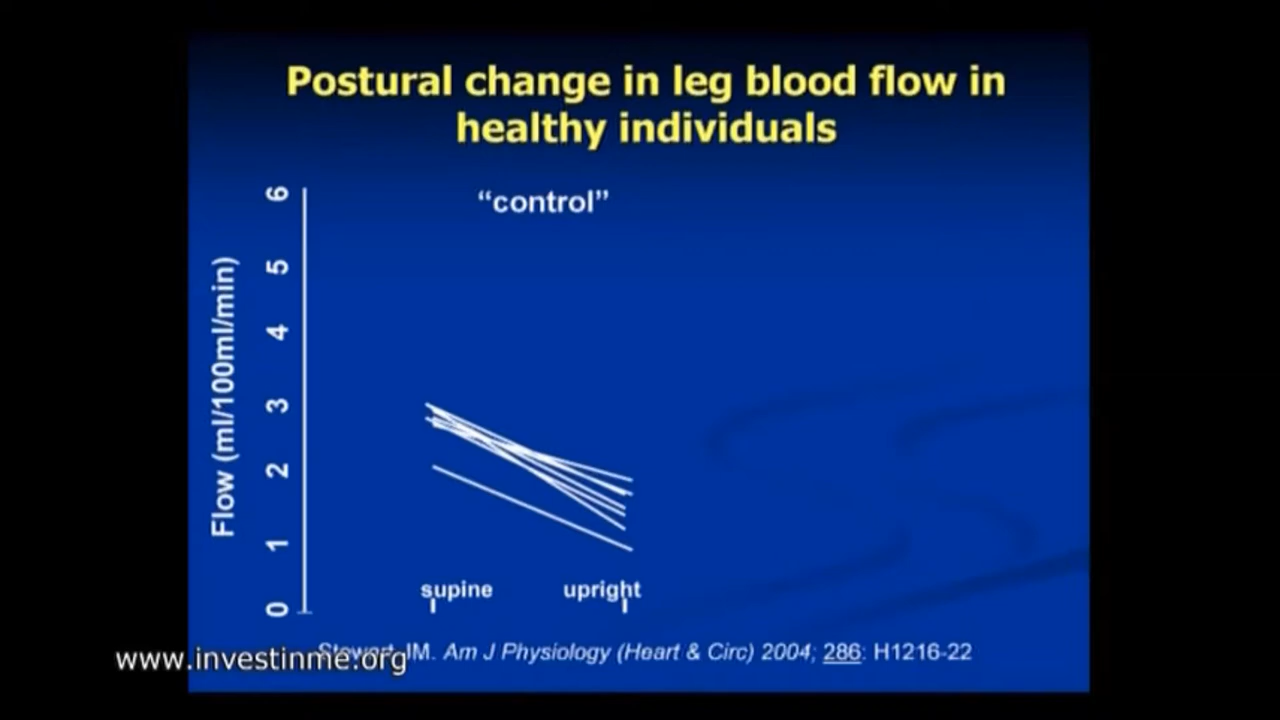 Postural change in leg blood flow in
healthy individuals
“control”
Flow (ml/100ml/min)
6
5
4
3
2
1
0
supine upright
JM. Am J Physiology (Heart & Circ) 2004; 286: H1216-22
www.investinme.org